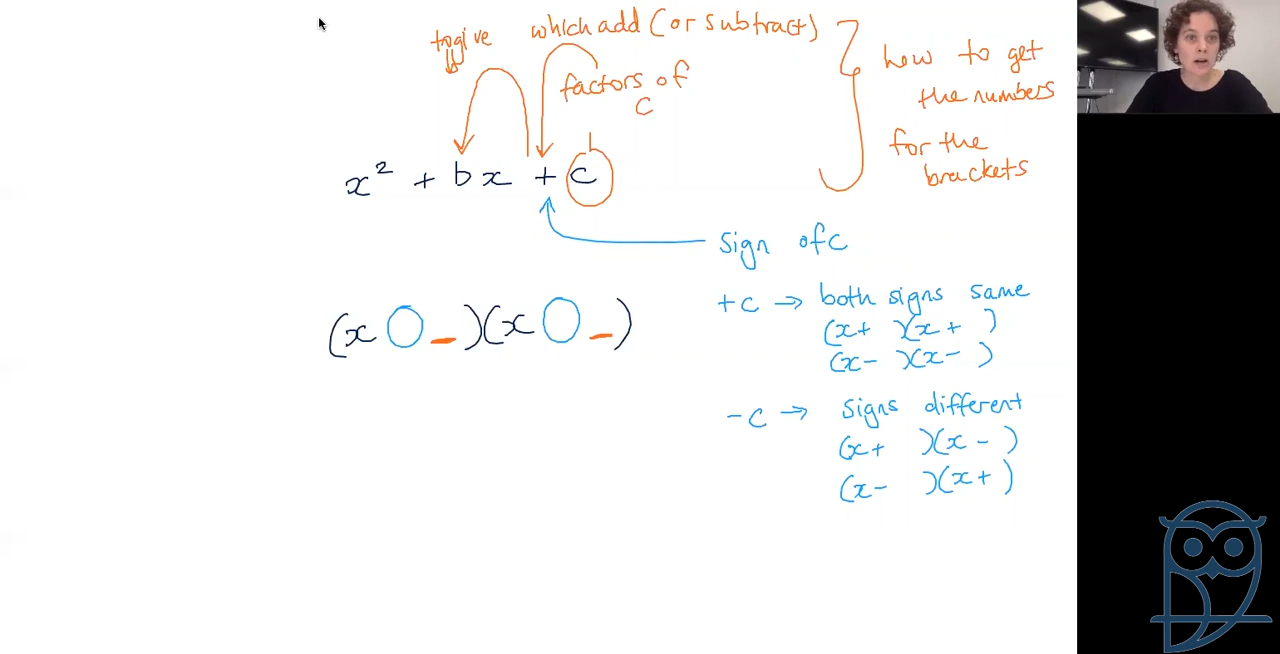 to give which add (or subtract)
factors of
c
how to get
the numbers
for the
brackets
x² + bx + c
sign of c
(x _ )(x _ )
+c → both signs same
(x+ )(x+ )
(x- )(x- )
-c → signs different
(x+ )(x- )
(x- )(x+ )